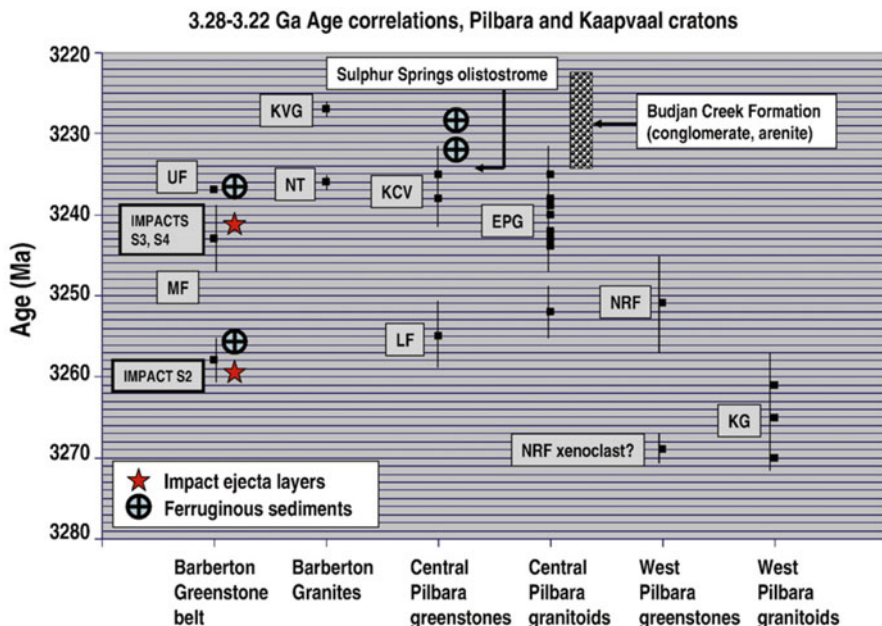 3.28-3.22 Ga Age correlations, Pilbara and Kaapvaal cratons
Age (Ma)
3220
3230
3240
3250
3260
3270
3280
Sulphur Springs olistostrome
Budjan Creek Formation
(conglomerate, arenite)
KVG
UF
NT
KCV
EPG
IMPACTS
S3, S4
MF
NRF
LF
IMPACT S2
KG
NRF xenoclast?
Impact ejecta layers
Ferruginous sediments
Barberton
Greenstone
belt
Barberton
Granites
Central
Pilbara
greenstones
Central
Pilbara
granitoids
West
Pilbara
greenstones
West
Pilbara
granitoids